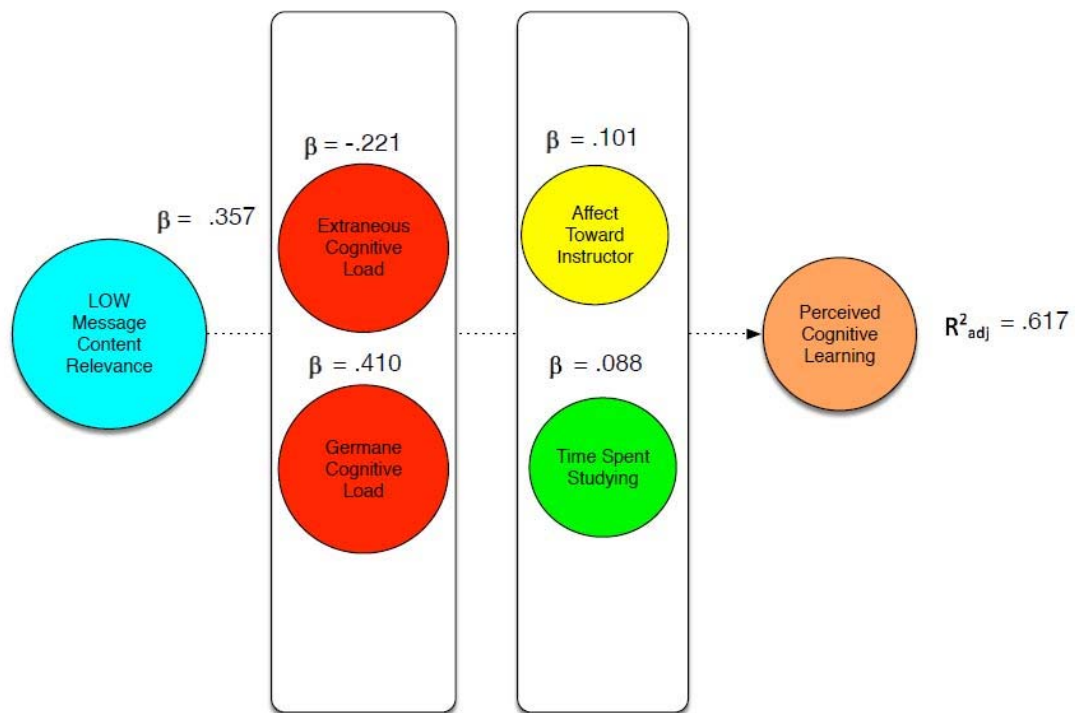 β = .357
LOW
Message
Content
Relevance
β = -.221
Extraneous
Cognitive
Load
β = .410
Germane
Cognitive
Load
β = .101
Affect
Toward
Instructor
β = .088
Time Spent
Studying
Perceived
Cognitive
Learning
R²adj = .617